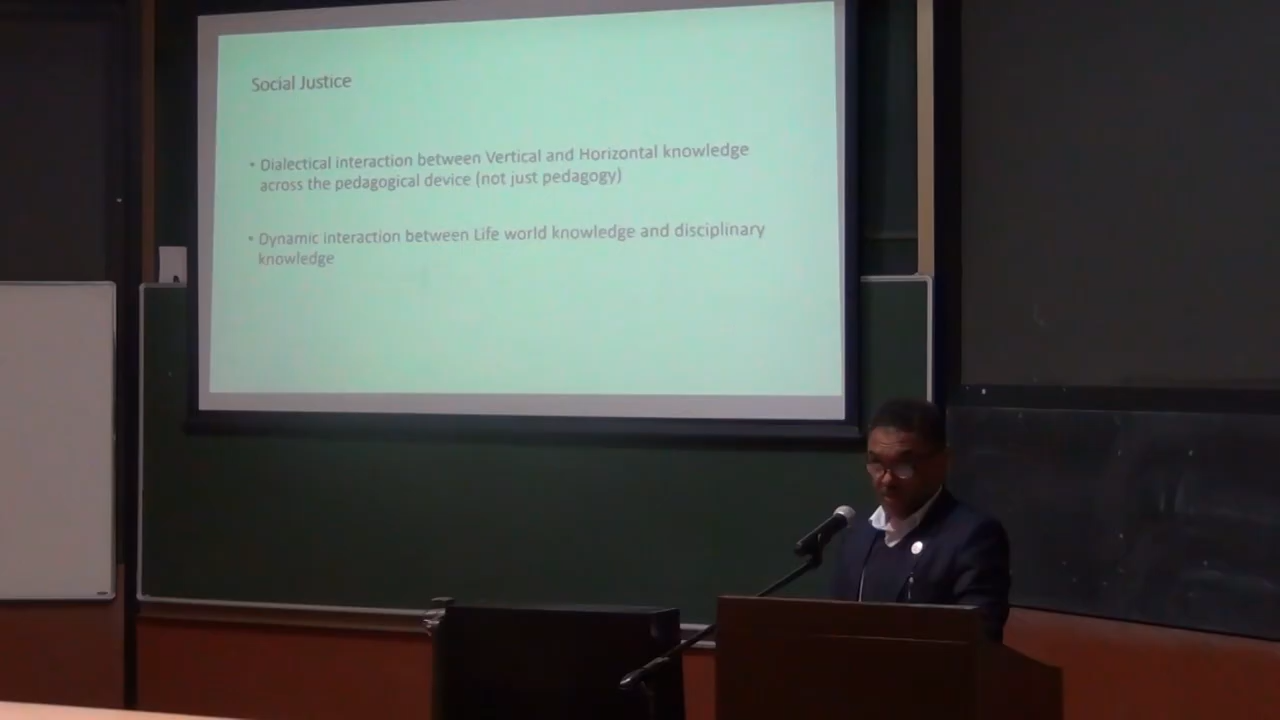 Social Justice
• Dialectical interaction between Vertical and Horizontal knowledge
across the pedagogical device (not just pedagogy)
• Dynamic interaction between Life world knowledge and disciplinary
knowledge